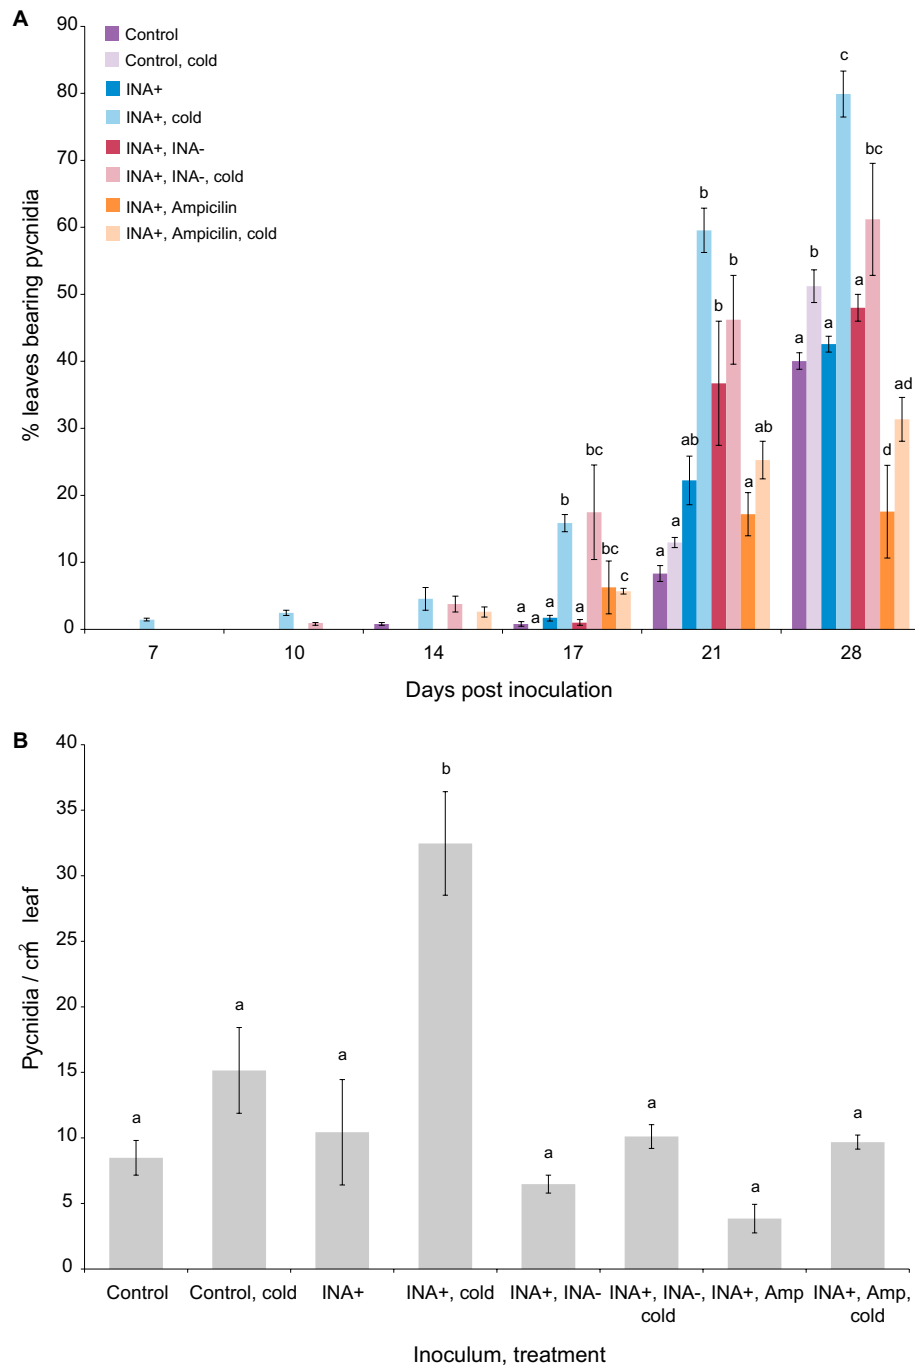 A
90
80
70
60
50
40
30
20
10
0
% leaves bearing pycnidia
Control
Control, cold
INA+
INA+, cold
INA+, INA-
INA+, INA-, cold
INA+, Ampicilin
INA+, Ampicilin, cold
a a a b a bc bc c
a a ab b b b a ab
a b a c a bc d ad
7 10 14 17 21 28
Days post inoculation
B
40
35
30
25
20
15
10
5
0
Pycnidia / cm2 leaf
a a a b a a a a
Control Control, cold INA+ INA+, cold INA+, INA- INA+, INA-, INA+, Amp INA+, Amp,
cold cold
Inoculum, treatment